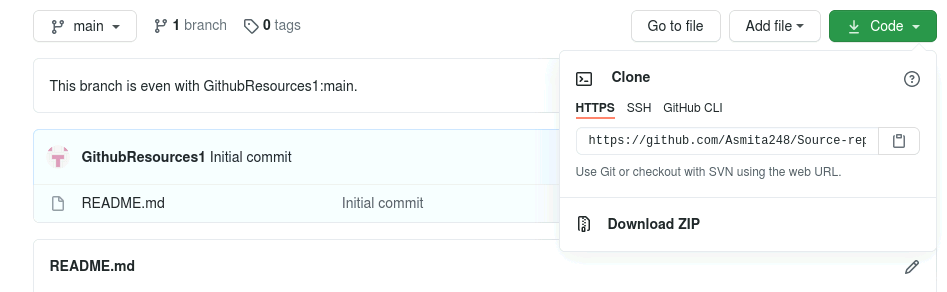 main 1 branch 0 tags Go to file Add file Code
This branch is even with GithubResources1:main.
Clone
HTTPS SSH GitHub CLI
https://github.com/Asmita248/Source-rep
Use Git or checkout with SVN using the web URL.
Download ZIP
GithubResources1 Initial commit
README.md Initial commit
README.md